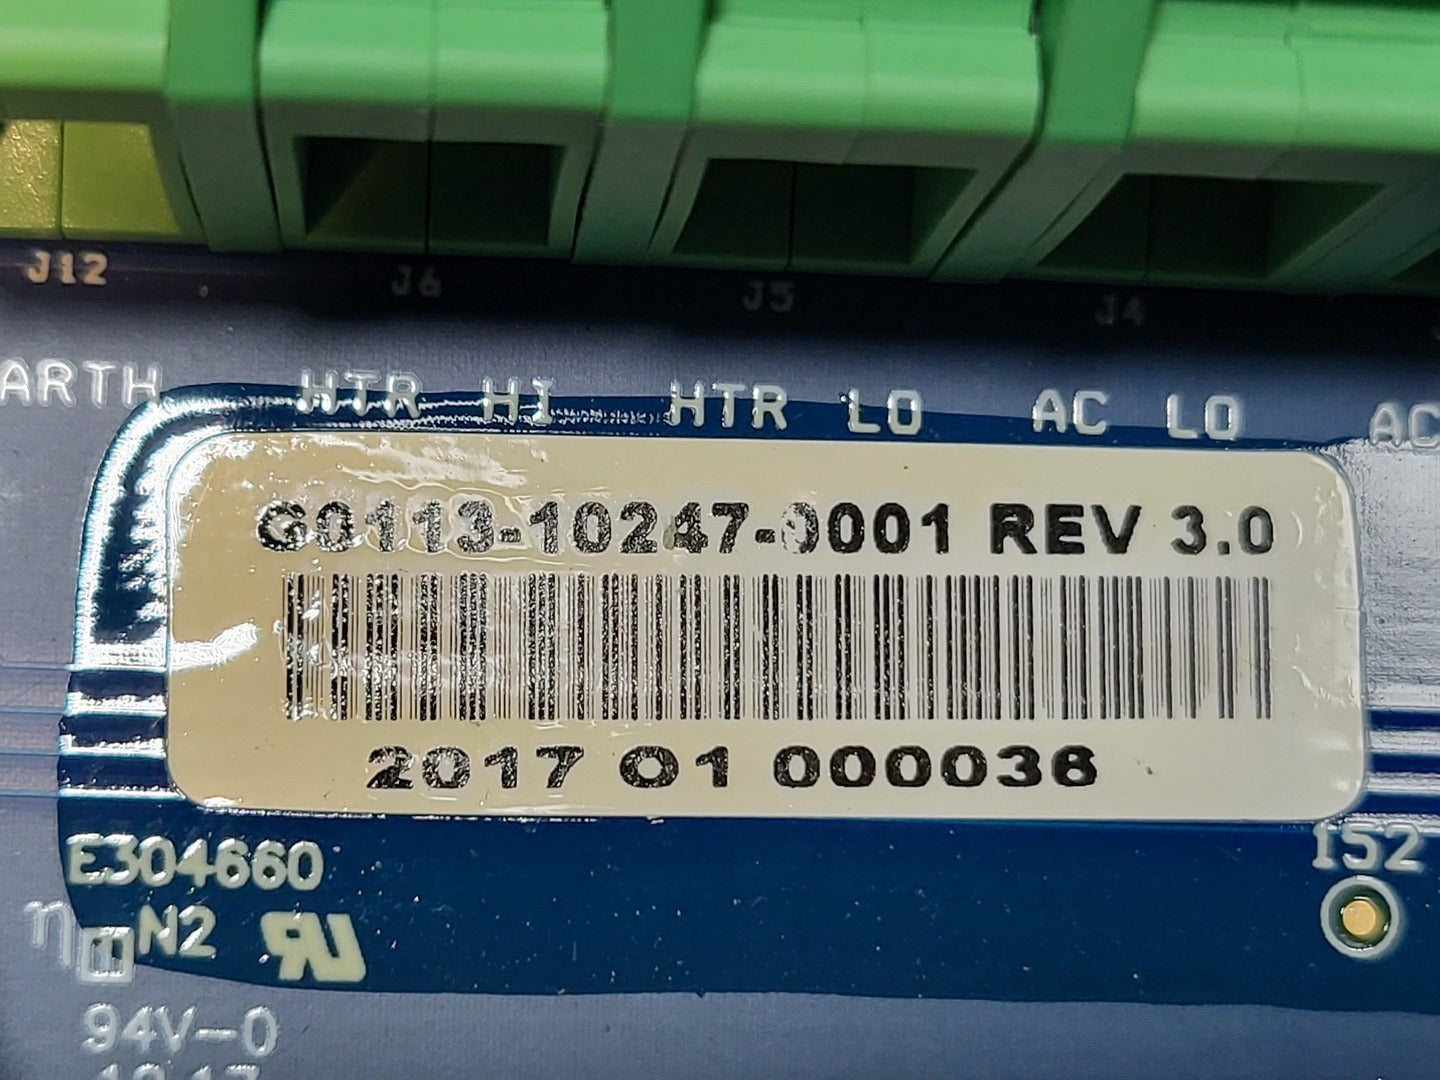 J12 J6 J5 J4
ARTH HTR HI HTR LO AC LO AC
G0113-10247-0001 REV 3.0
2017 01 000036
E304660
152
N2
94V-0